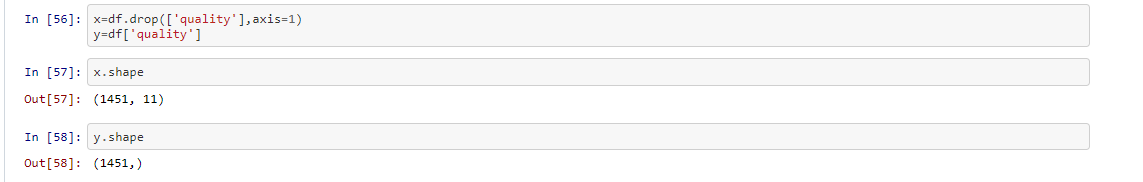 In [56]: x=df.drop(['quality'],axis=1)
y=df['quality']
In [57]: x.shape
Out[57]: (1451, 11)
In [58]: y.shape
Out[58]: (1451,)